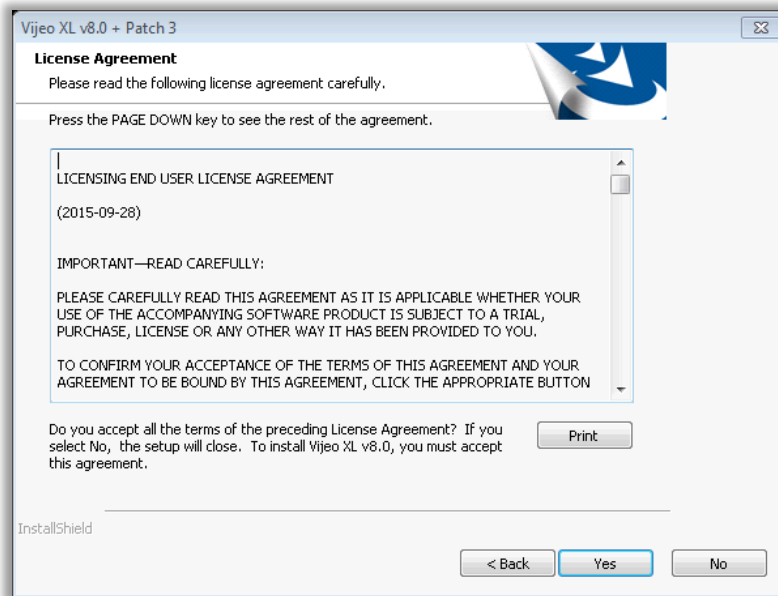 Vijeo XL v8.0 + Patch 3
License Agreement
Please read the following license agreement carefully.
Press the PAGE DOWN key to see the rest of the agreement.
LICENSING END USER LICENSE AGREEMENT
(2015-09-28)
IMPORTANT—READ CAREFULLY:
PLEASE CAREFULLY READ THIS AGREEMENT AS IT IS APPLICABLE WHETHER YOUR
USE OF THE ACCOMPANYING SOFTWARE PRODUCT IS SUBJECT TO A TRIAL,
PURCHASE, LICENSE OR ANY OTHER WAY IT HAS BEEN PROVIDED TO YOU.
TO CONFIRM YOUR ACCEPTANCE OF THE TERMS OF THIS AGREEMENT AND YOUR
AGREEMENT TO BE BOUND BY THIS AGREEMENT, CLICK THE APPROPRIATE BUTTON
Do you accept all the terms of the preceding License Agreement? If you
select No, the setup will close. To install Vijeo XL v8.0, you must accept
this agreement.
Print
InstallShield
< Back
Yes
No